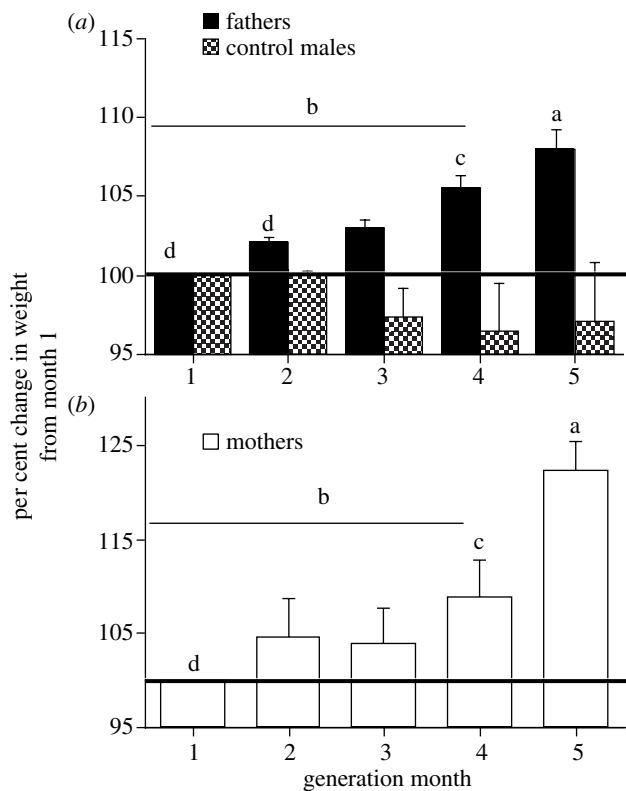 (a)
fathers
control males
115
110
105
100
95
b
d
d
c
a
1 2 3 4 5
(b)
mothers
125
115
105
95
b
d
c
a
1 2 3 4 5
generation month
per cent change in weight
from month 1